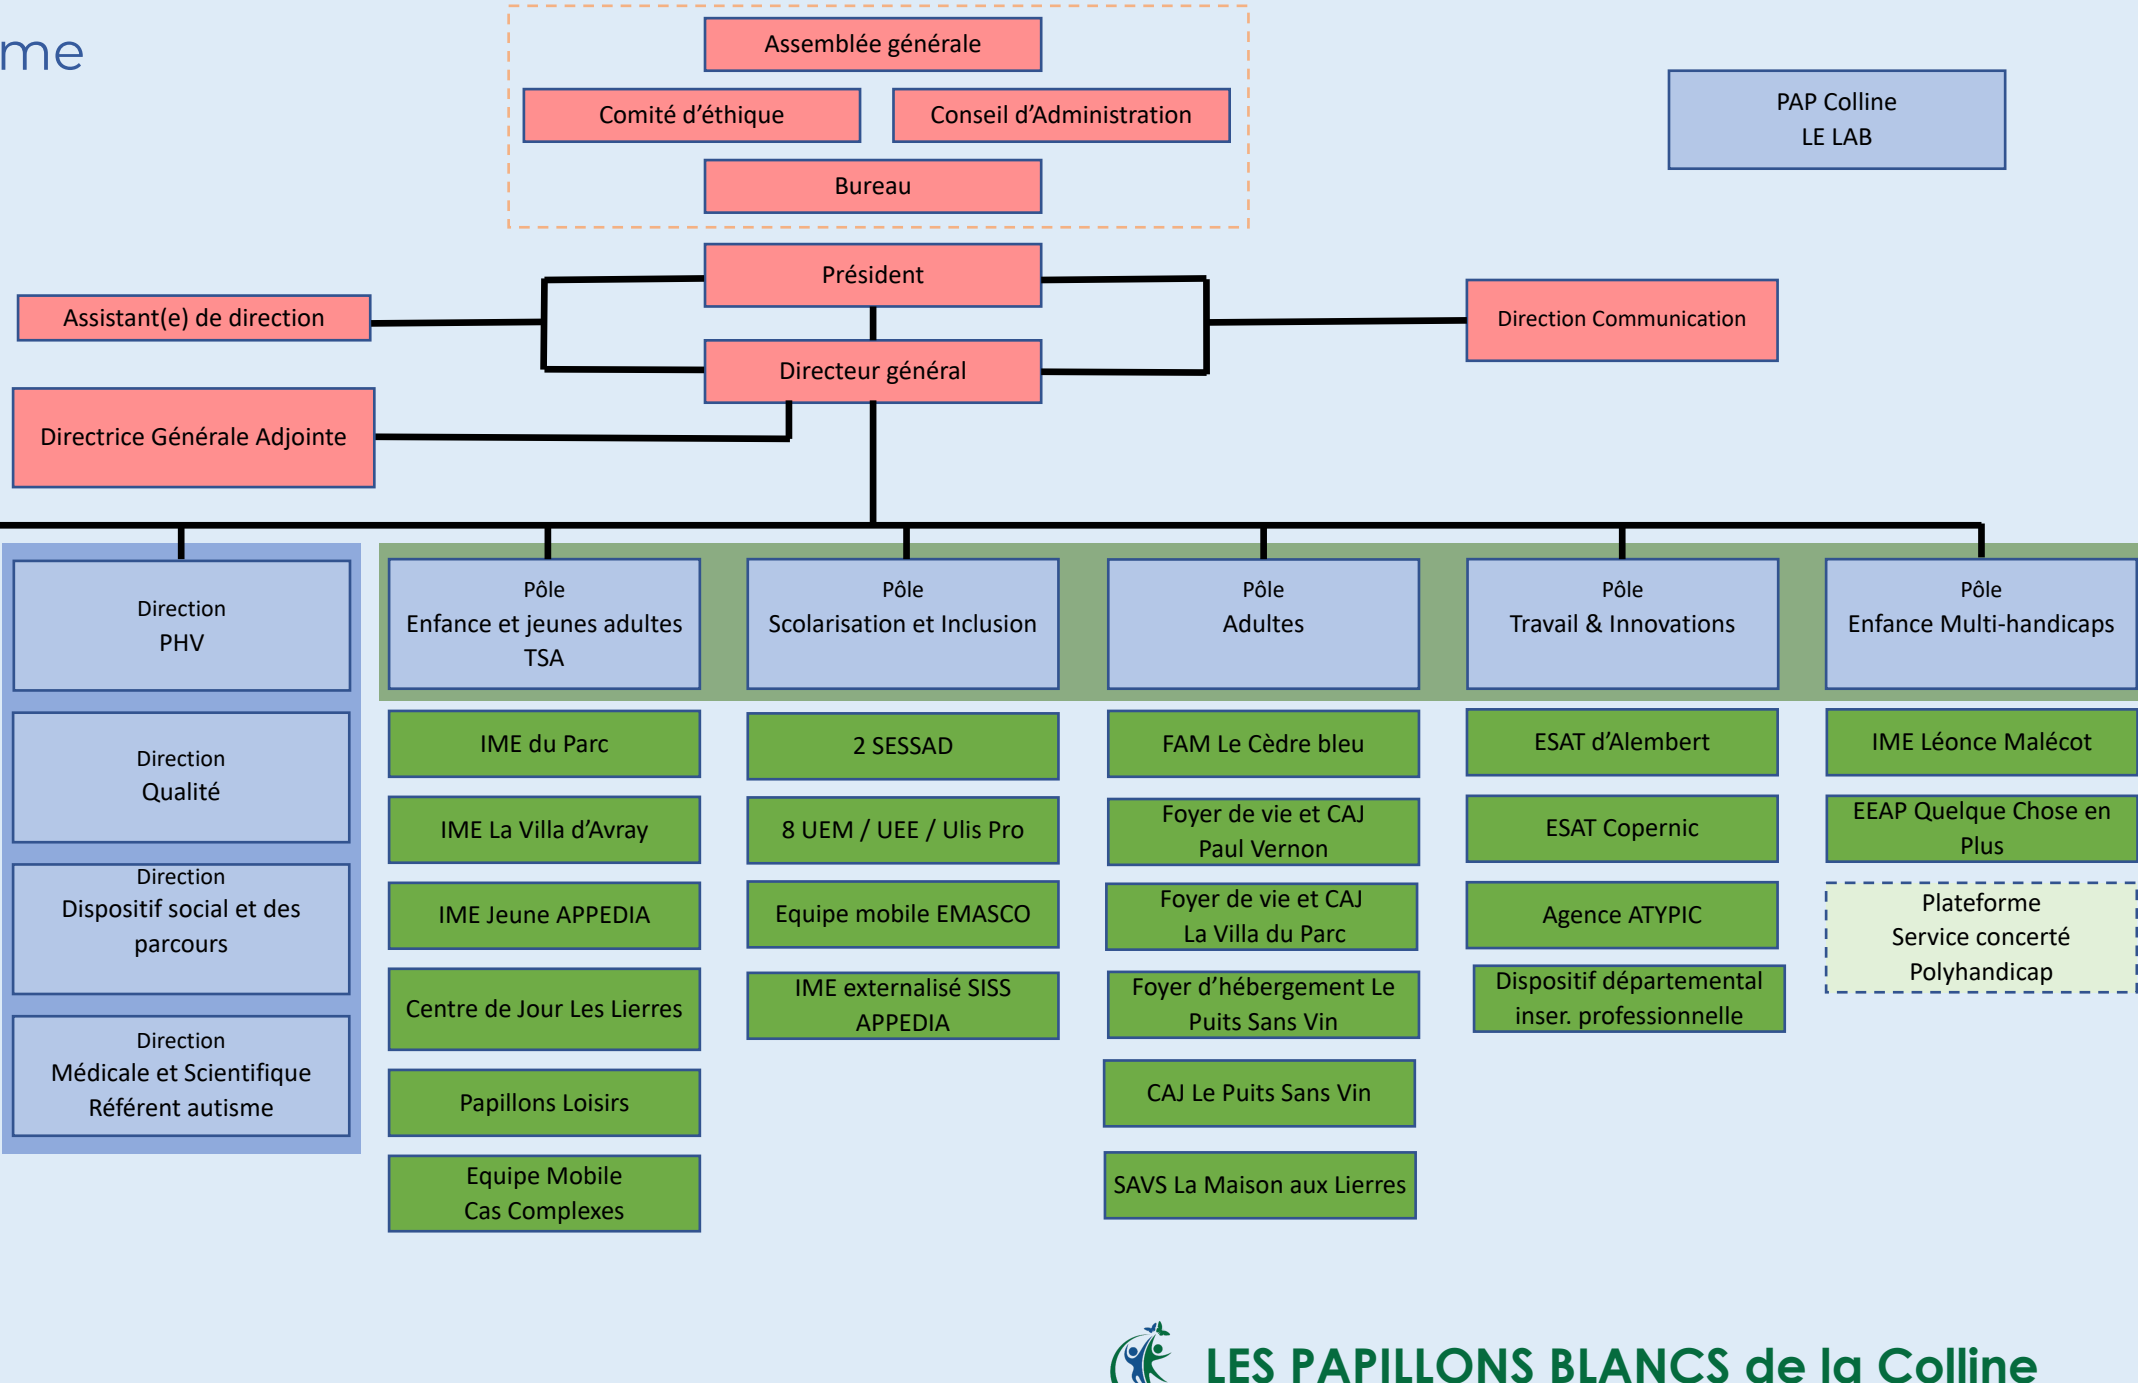 me
Assemblée générale
Comité d’éthique
Conseil d’Administration
Bureau
PAP Colline
LE LAB
Président
Assistant(e) de direction
Direction Communication
Directeur général
Directrice Générale Adjointe
Direction
PHV
Direction
Qualité
Direction
Dispositif social et des
parcours
Direction
Médicale et Scientifique
Référent autisme
Pôle
Enfance et jeunes adultes
TSA
IME du Parc
IME La Villa d’Avray
IME Jeune APPEDIA
Centre de Jour Les Lierres
Papillons Loisirs
Equipe Mobile
Cas Complexes
Pôle
Scolarisation et Inclusion
2 SESSAD
8 UEM / UEE / Ulis Pro
Equipe mobile EMASCO
IME externalisé SISS
APPEDIA
Pôle
Adultes
FAM Le Cèdre bleu
Foyer de vie et CAJ
Paul Vernon
Foyer de vie et CAJ
La Villa du Parc
Foyer d’hébergement Le
Puits Sans Vin
CAJ Le Puits Sans Vin
SAVS La Maison aux Lierres
Pôle
Travail & Innovations
ESAT d’Alembert
ESAT Copernic
Agence ATYPIC
Dispositif départemental
inser. professionnelle
Pôle
Enfance Multi-handicaps
IME Léonce Malécot
EEAP Quelque Chose en
Plus
Plateforme
Service concerté
Polyhandicap
LES PAPILLONS BLANCS de la Colline